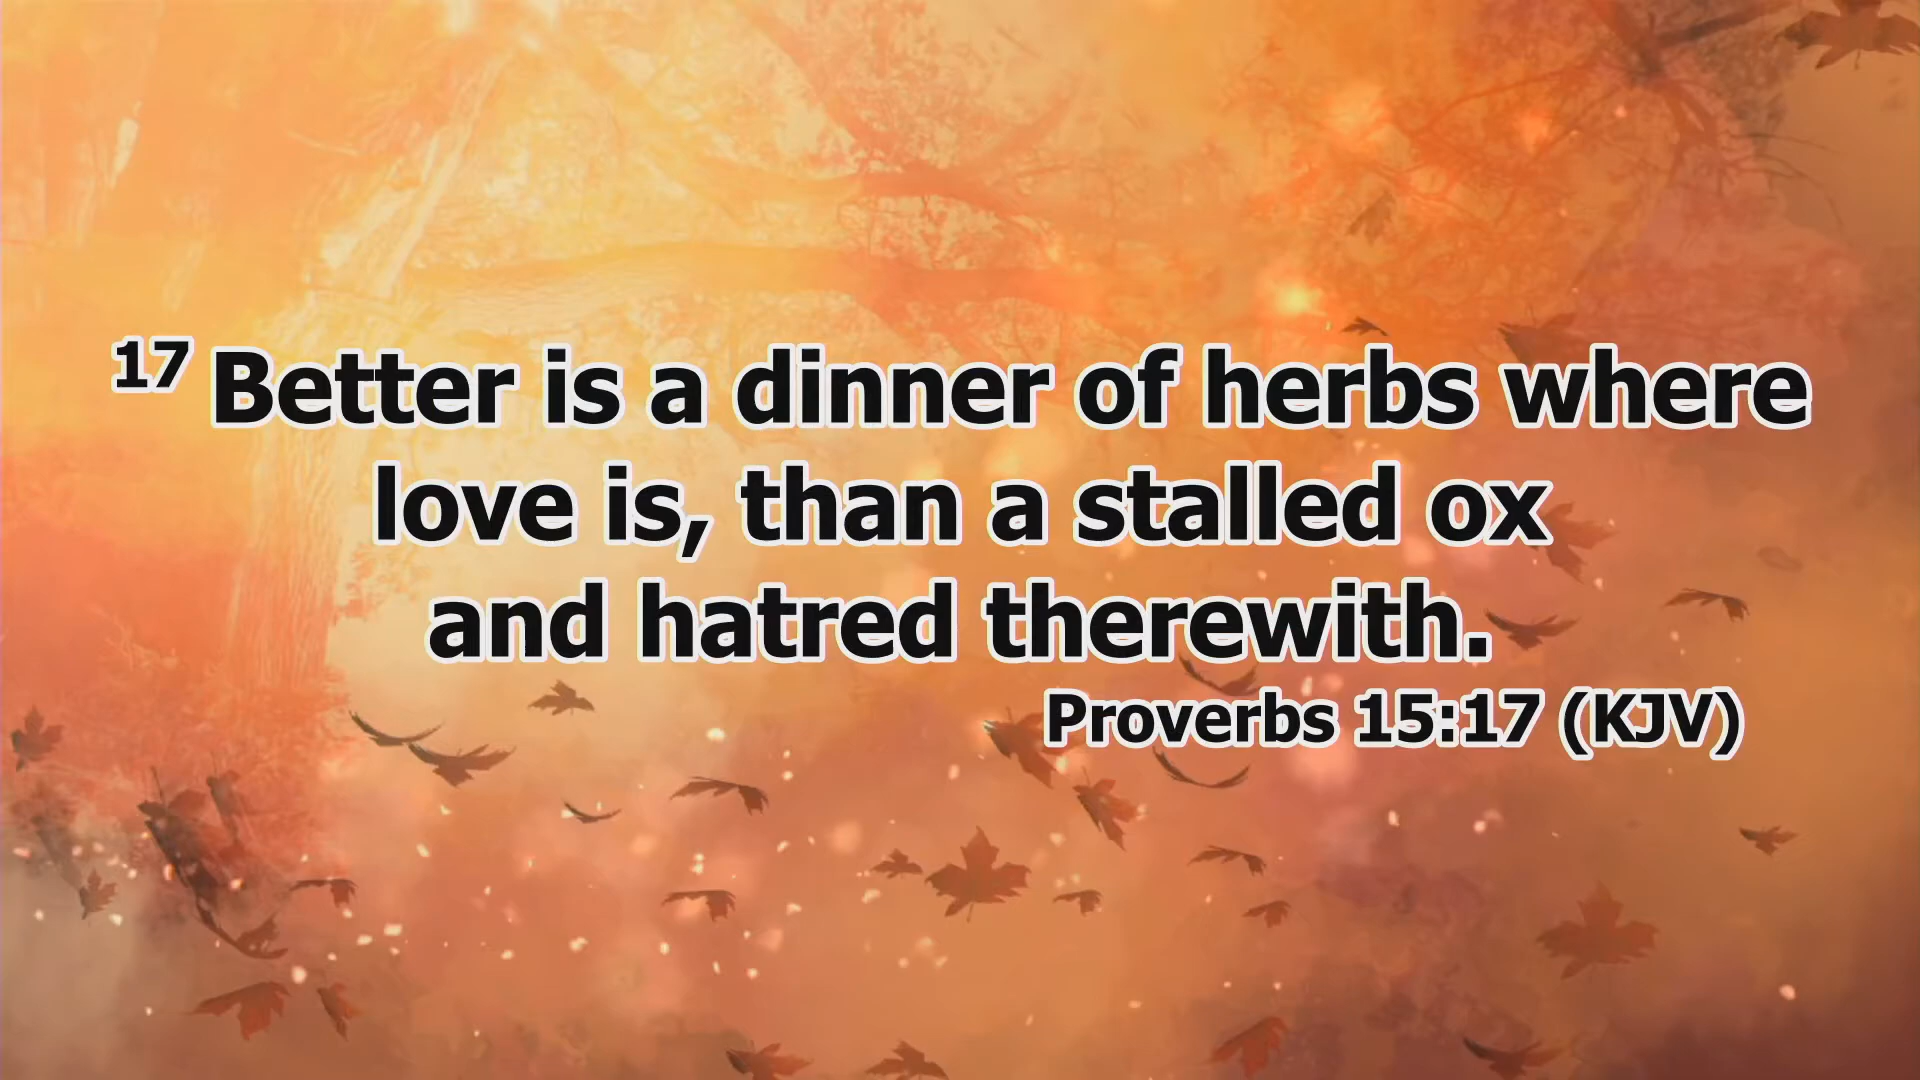 17 Better is a dinner of herbs where
love is, than a stalled ox
and hatred therewith.
Proverbs 15:17 (KJV)